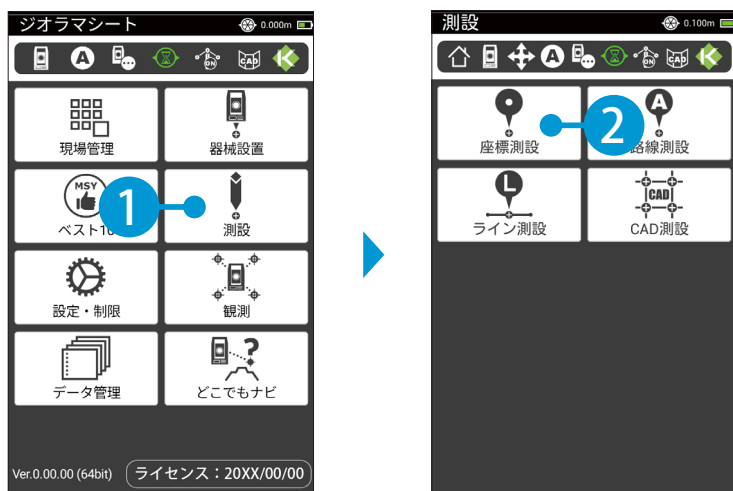 ジオラマシート 0.000m
A ON CAD
現場管理 器械設置
MSY
ベスト10 測設
1
設定・制限 観測
データ管理 どこでもナビ
Ver.0.00.00 (64bit) ライセンス：20XX/00/00
測設 0.100m
A ON CAD
A
座標測設 2 路線測設
L CAD
ライン測設 CAD測設